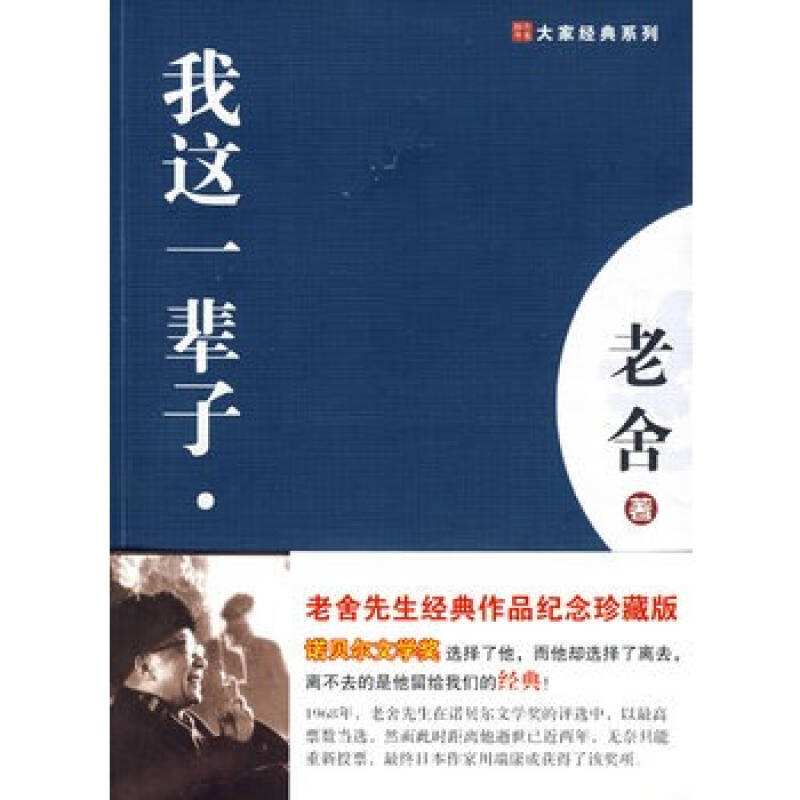 大家经典系列
我这一辈子·
老舍
著
老舍先生经典作品纪念珍藏版
诺贝尔文学奖 选择了他，而他却选择了离去，
离不去的是他留给我们的经典！
1968年，老舍先生在诺贝尔文学奖的评选中，以最高
票数当选，然而此时距离他逝世已近两年，无奈只能
重新投票，最终日本作家川端康成获得了该奖项。